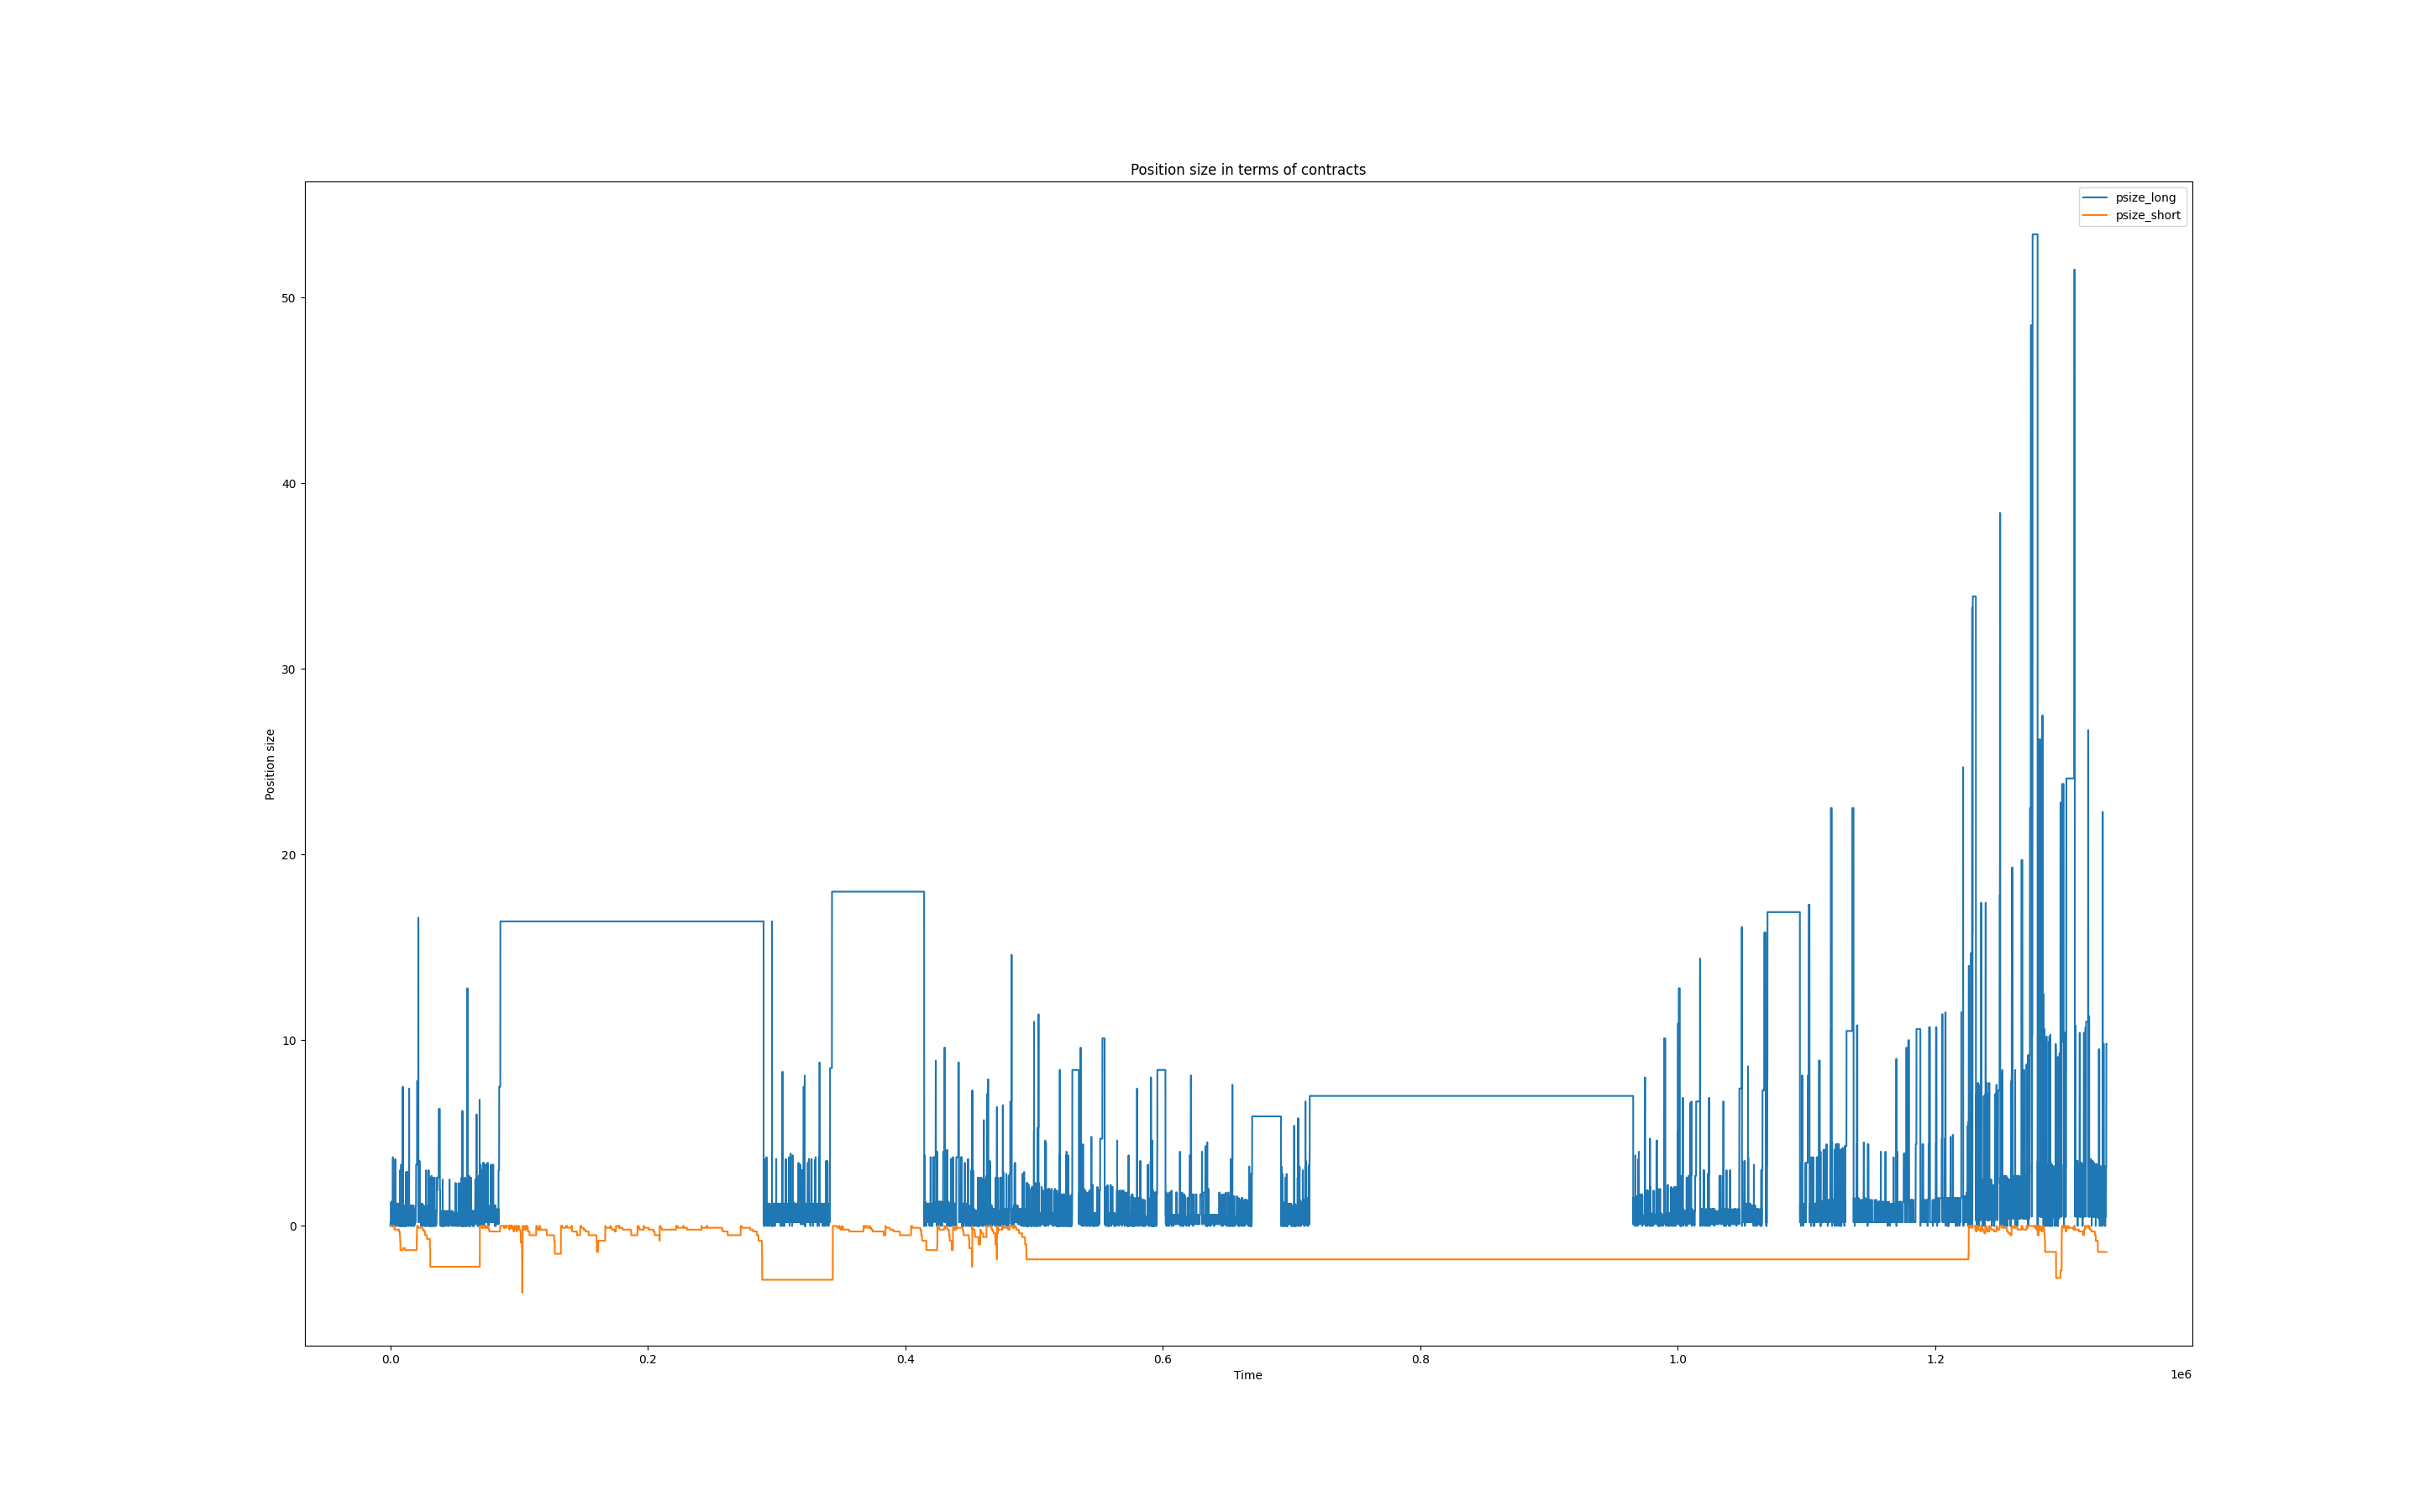 Position size in terms of contracts
psize_long
psize_short
50
40
30
20
10
0
Position size
0.0 0.2 0.4 0.6 0.8 1.0 1.2
Time
1e6